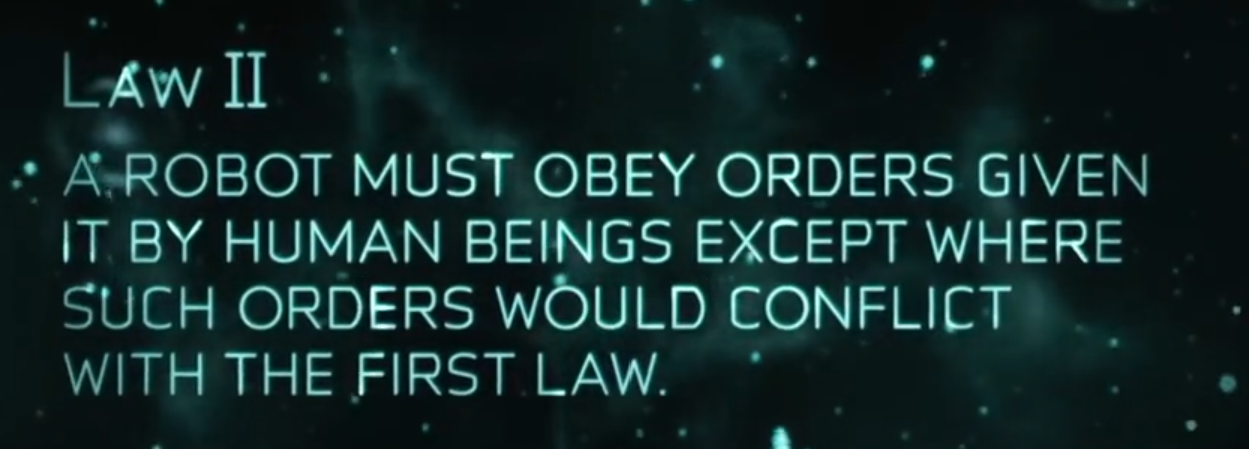 Law II
A ROBOT MUST OBEY ORDERS GIVEN
IT BY HUMAN BEINGS EXCEPT WHERE
SUCH ORDERS WOULD CONFLICT
WITH THE FIRST LAW.